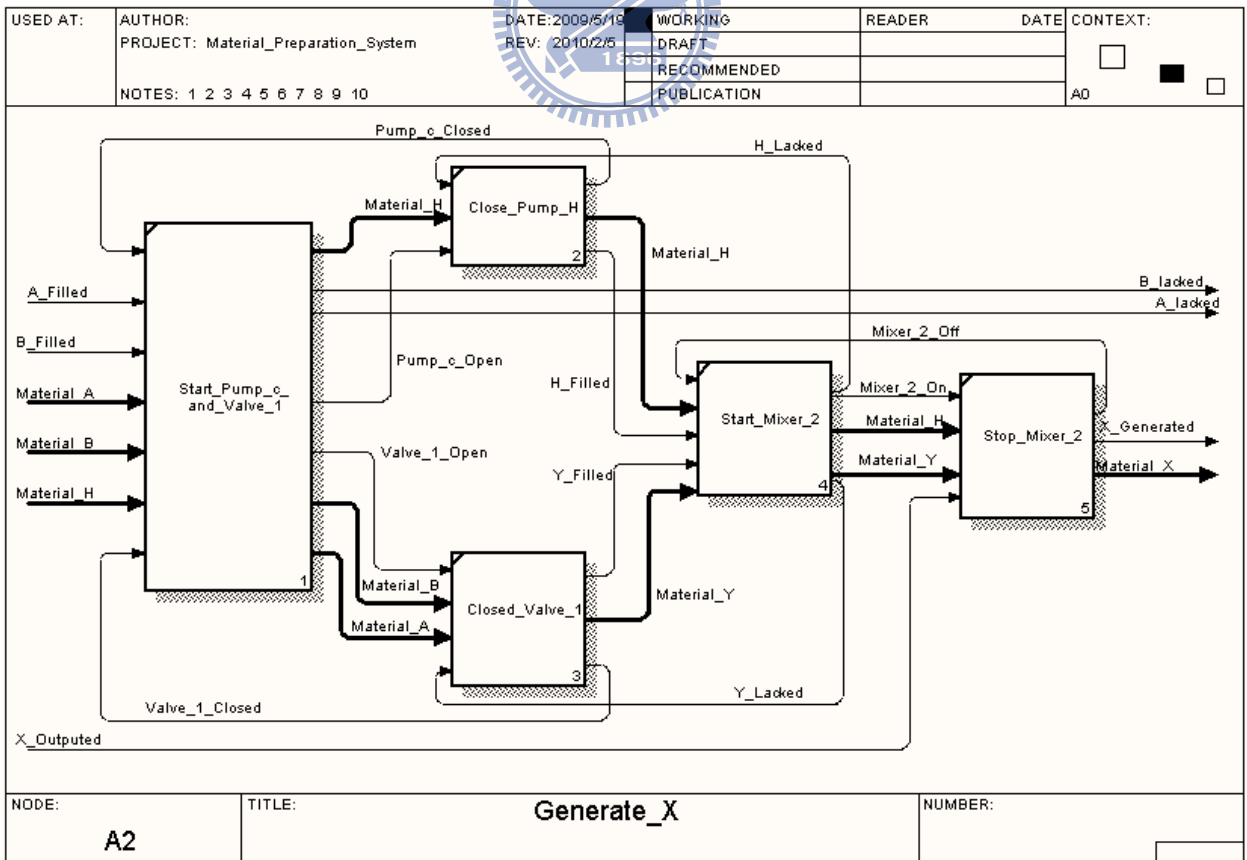 USED AT:
AUTHOR:
DATE:2009/5/19
WORKING
READER
DATE
CONTEXT:
PROJECT: Material_Preparation_System
REV: 2010/2/5
DRAFT
1896
RECOMMENDED
NOTES: 1 2 3 4 5 6 7 8 9 10
PUBLICATION
A0
Pump_c_Closed
H_Lacked
Material_H
Close_Pump_H
2
Material_H
A_Filled
B_lacked
A_lacked
B_Filled
Mixer_2_Off
Pump_c_Open
H_Filled
Material_A
Start_Pump_c_
and_Valve_1
1
Mixer_2_On
Start_Mixer_2
4
Material_H
X_Generated
Stop_Mixer_2
5
Material_B
Valve_1_Open
Y_Filled
Material_Y
Material_X
Material_H
Material_B
Closed_Valve_1
3
Material_Y
Material_A
Y_Lacked
Valve_1_Closed
X_Outputed
NODE:
TITLE:
Generate_X
NUMBER:
A2